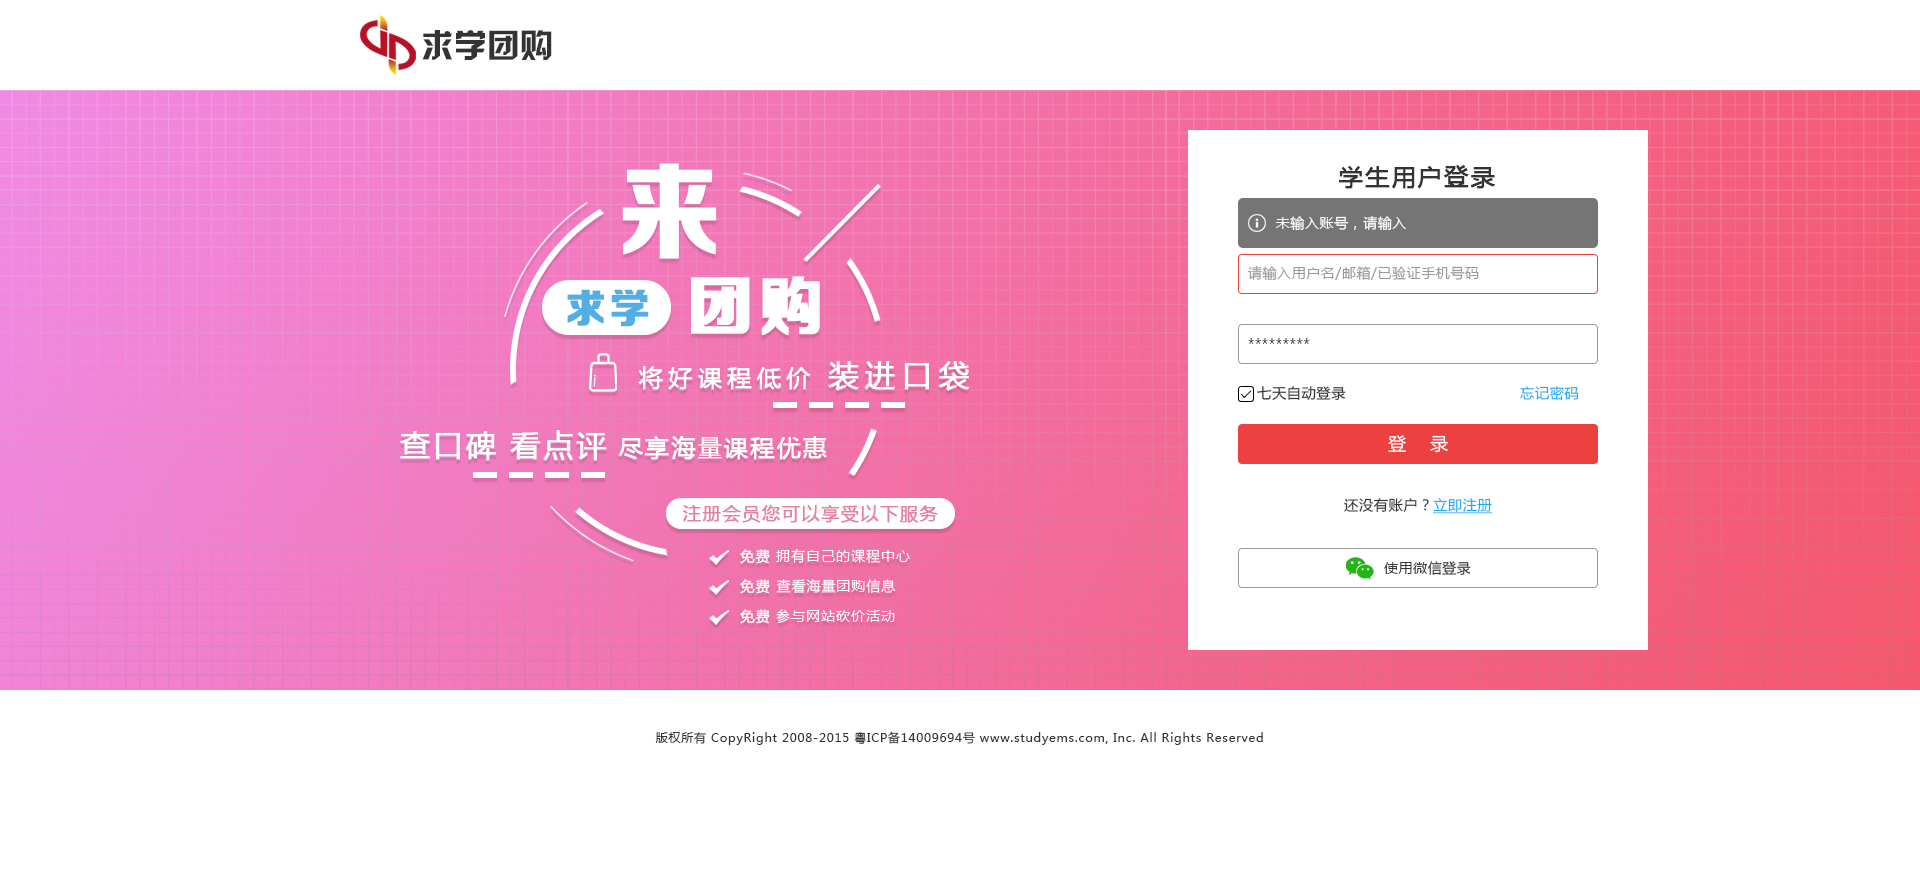 求学团购
来
求学 团购
将好课程低价 装进口袋
查口碑 看点评 尽享海量课程优惠
注册会员您可以享受以下服务
免费 拥有自己的课程中心
免费 查看海量团购信息
免费 参与网站砍价活动
学生用户登录
未输入账号，请输入
请输入用户名/邮箱/已验证手机号码
*********
七天自动登录 忘记密码
登 录
还没有账户？立即注册
使用微信登录
版权所有 CopyRight 2008-2015 粤ICP备14009694号 www.studyems.com, Inc. All Rights Reserved